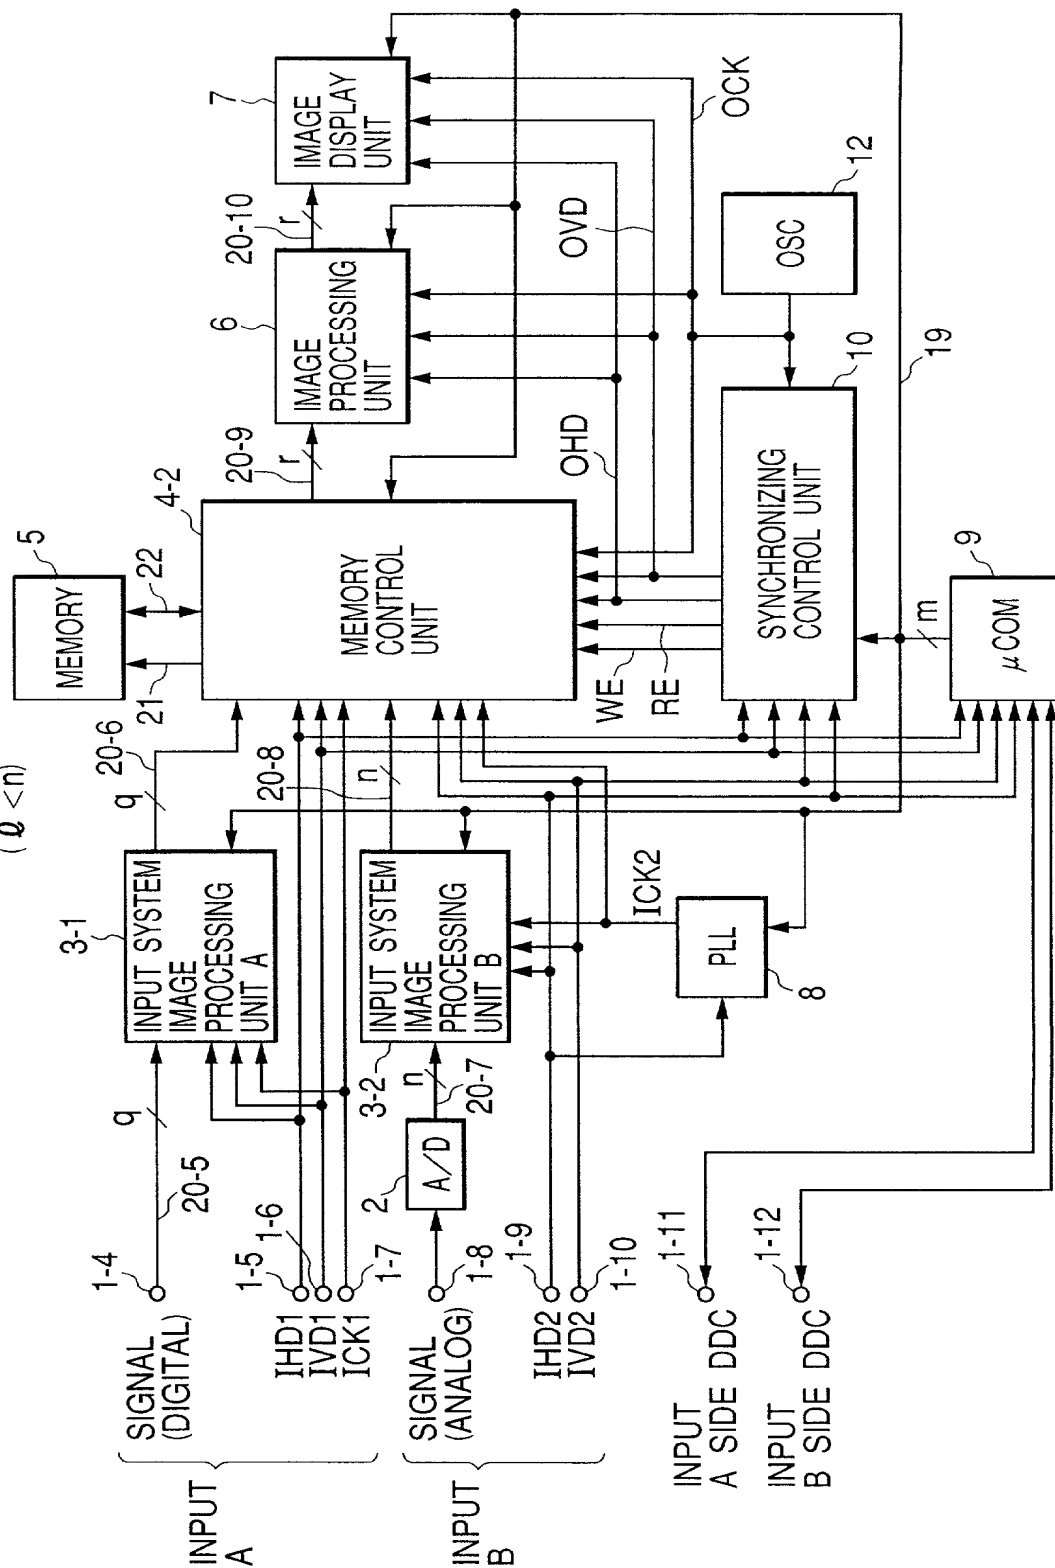 (ℓ <n)
INPUT
A
SIGNAL
(DIGITAL)
1-4
20-5
q
IHD1
IVD1
ICK1
1-5
1-6
1-7
3-1
INPUT SYSTEM
IMAGE
PROCESSING
UNIT A
q
20-6
INPUT
B
SIGNAL
(ANALOG)
1-8
2
A/D
n
20-7
3-2
INPUT SYSTEM
IMAGE
PROCESSING
UNIT B
20-8
n
IHD2
IVD2
1-9
1-10
PLL
8
ICK2
INPUT
A SIDE DDC
1-11
INPUT
B SIDE DDC
1-12
MEMORY
5
21
22
MEMORY
CONTROL
UNIT
4-2
20-9
r
IMAGE
PROCESSING
UNIT
6
20-10
r
IMAGE
DISPLAY
UNIT
7
WE
RE
OHD
OVD
OCK
SYNCHRONIZING
CONTROL UNIT
10
OSC
12
μCOM
9
m
19